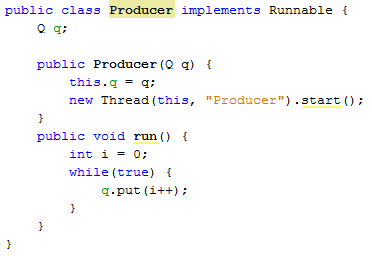 public class Producer implements Runnable {
    Q q;

    public Producer(Q q) {
        this.q = q;
        new Thread(this, "Producer").start();
    }
    public void run() {
        int i = 0;
        while(true) {
            q.put(i++);
        }
    }
}